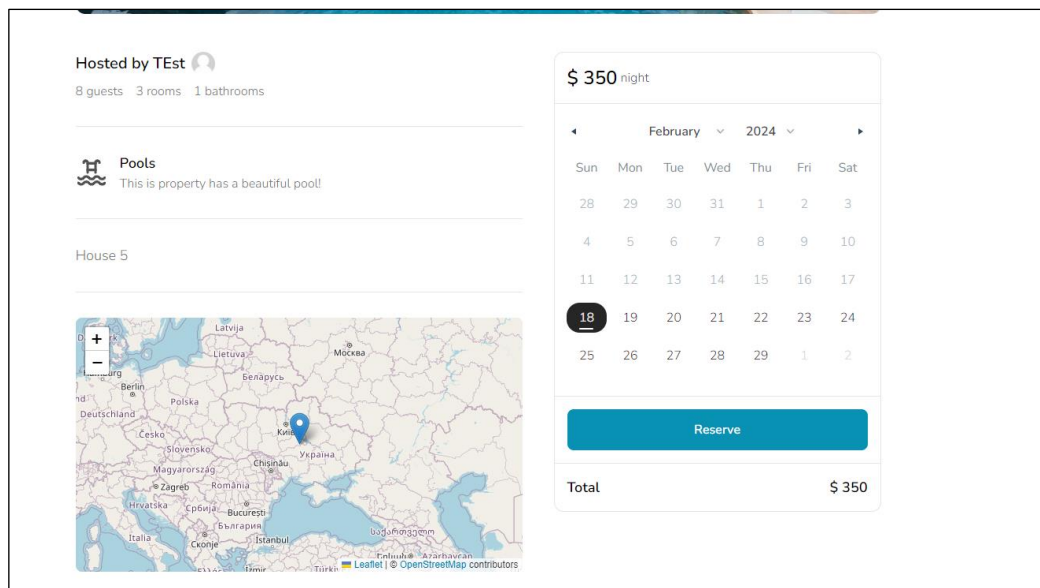 Hosted by TEst
8 guests 3 rooms 1 bathrooms
Pools
This is property has a beautiful pool!
House 5
+
−
Latvija
Lietuva
Москва
Беларусь
Berlin
Polska
Deutschland
Česko
Київ
Slovensko
Україна
Chișinău
Magyarország
Zagreb
România
Hrvatska
Србија
București
България
Italia
Скопје
Istanbul
İzmir
Azərbaycan
Leaflet | © OpenStreetMap contributors
$ 350 night
February 2024
Sun Mon Tue Wed Thu Fri Sat
28 29 30 31 1 2 3
4 5 6 7 8 9 10
11 12 13 14 15 16 17
18 19 20 21 22 23 24
25 26 27 28 29 1 2
Reserve
Total $ 350